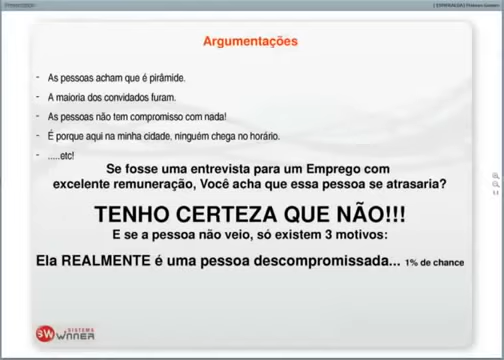 Argumentações
- As pessoas acham que é pirâmide.
- A maioria dos convidados furam.
- As pessoas não tem compromisso com nada!
- É porque aqui na minha cidade, ninguém chega no horário.
- .....etc!
Se fosse uma entrevista para um Emprego com
excelente remuneração, Você acha que essa pessoa se atrasaria?
TENHO CERTEZA QUE NÃO!!!
E se a pessoa não veio, só existem 3 motivos:
Ela REALMENTE é uma pessoa descompromissada... 1% de chance
SW SISTEMA
WINNER